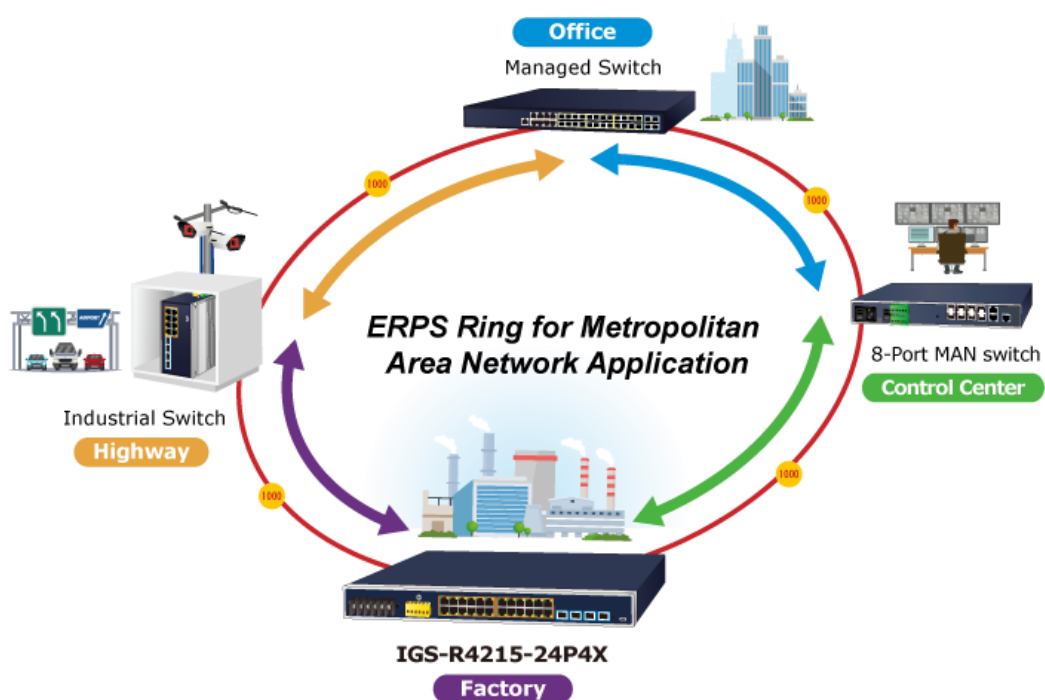 Office
Managed Switch
1000
1000
AIRPORT
ERPS Ring for Metropolitan
Area Network Application
8-Port MAN switch
Control Center
Industrial Switch
Highway
1000
1000
IGS-R4215-24P4X
Factory